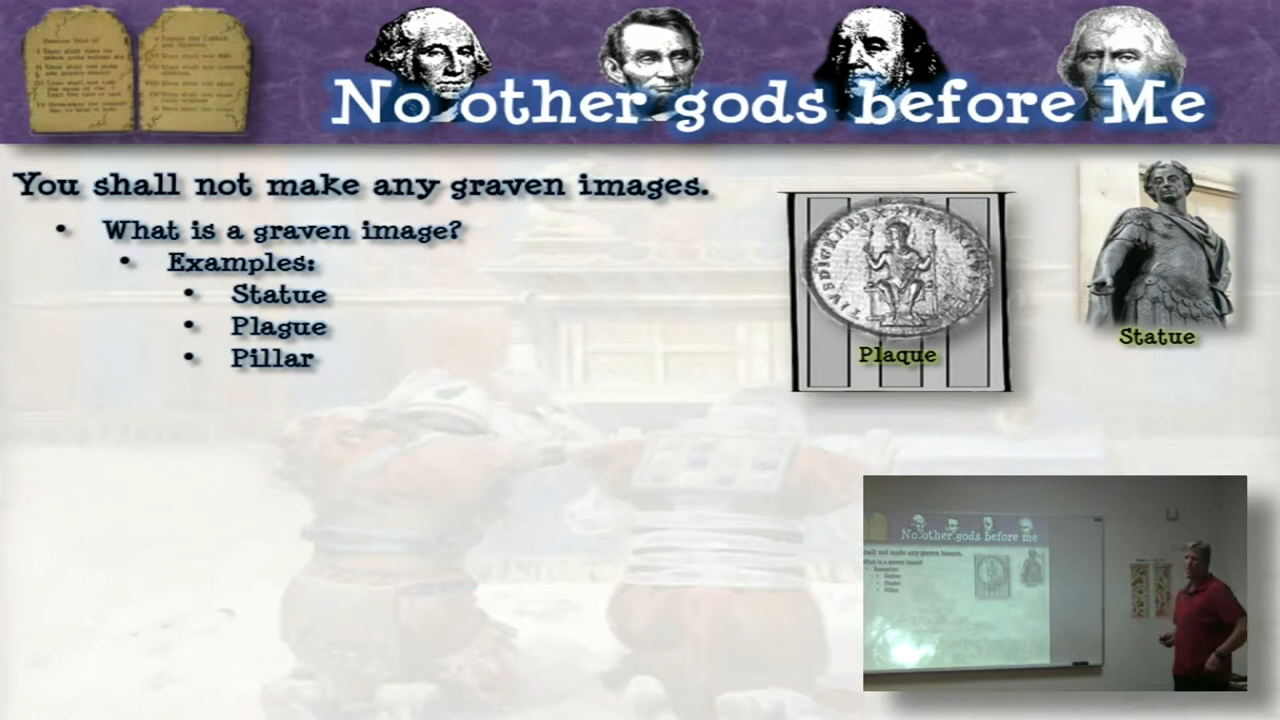 No other gods before Me
You shall not make any graven images.
• What is a graven image?
• Examples:
• Statue
• Plague
• Pillar
Plaque
Statue
No other gods before me